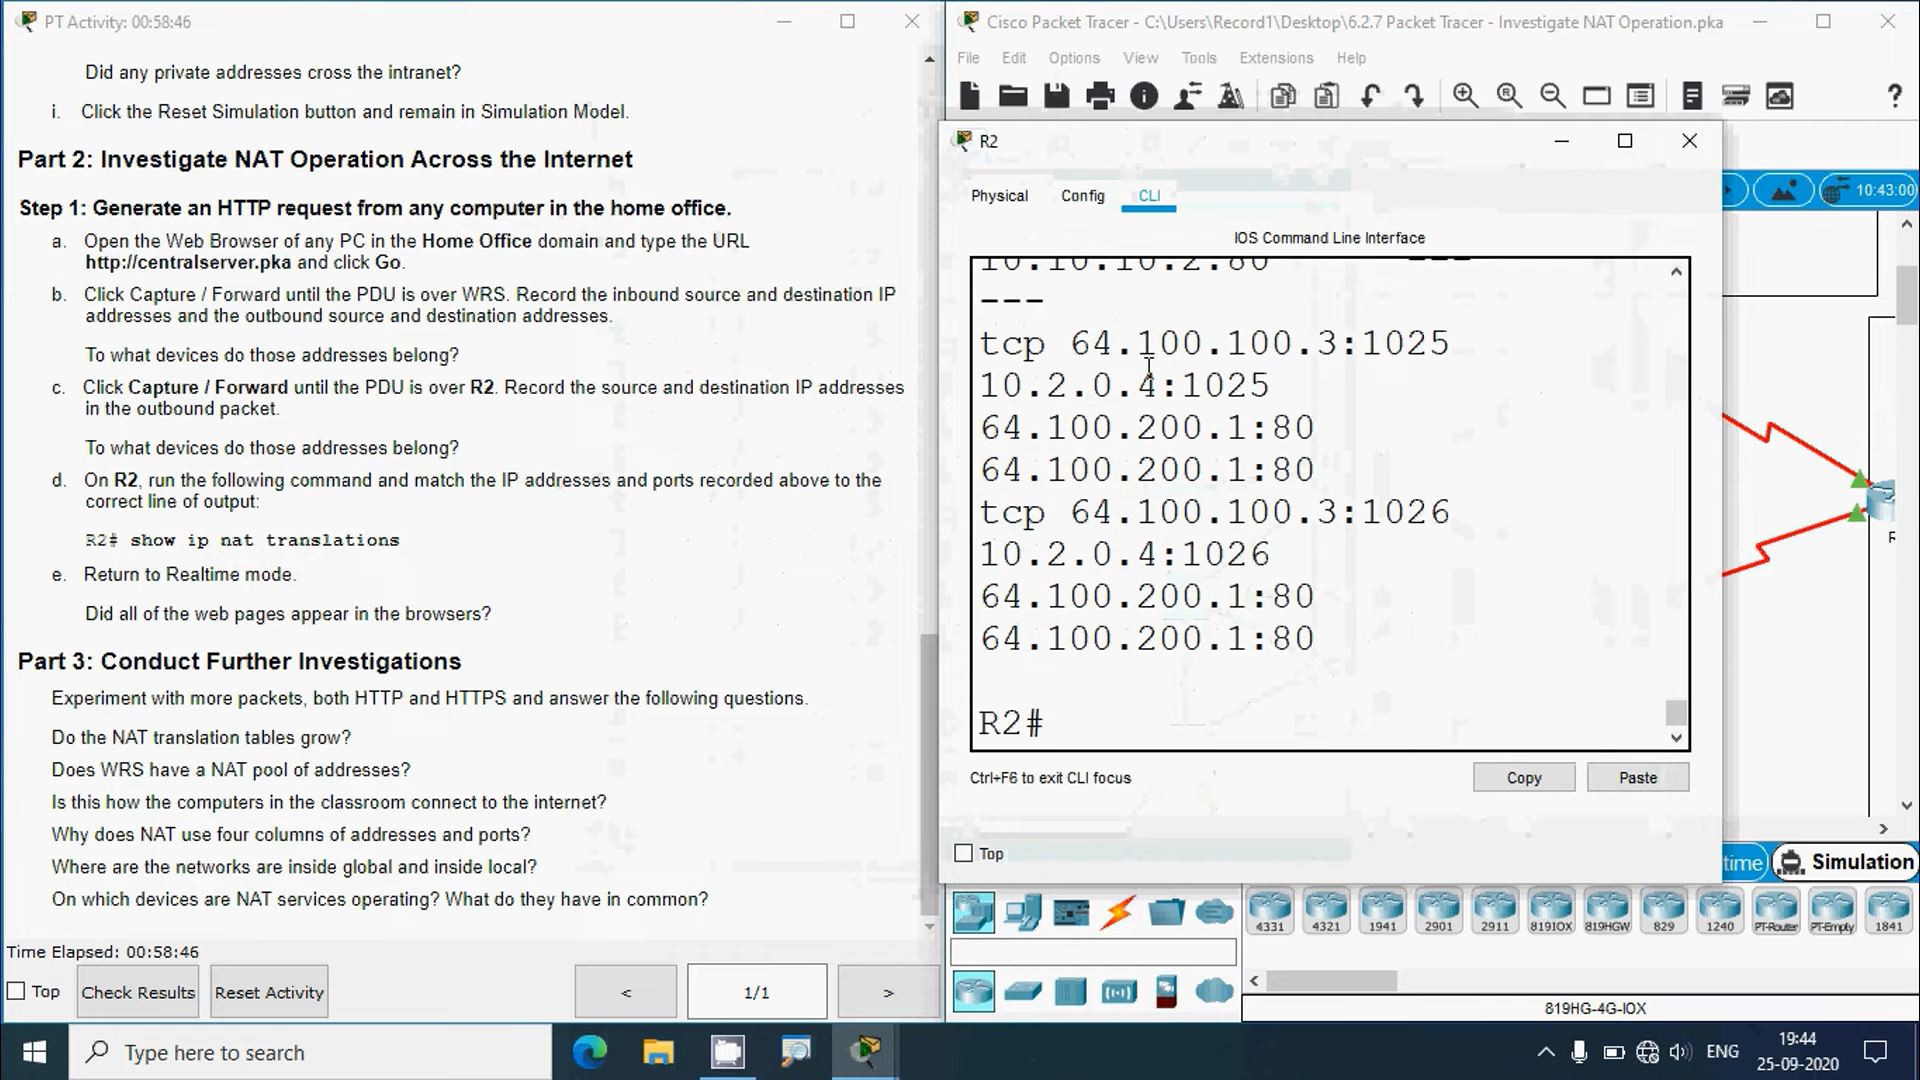 PT Activity: 00:58:46
Did any private addresses cross the intranet?
i. Click the Reset Simulation button and remain in Simulation Model.
Part 2: Investigate NAT Operation Across the Internet
Step 1: Generate an HTTP request from any computer in the home office.
a. Open the Web Browser of any PC in the Home Office domain and type the URL
http://centralserver.pka and click Go.
b. Click Capture / Forward until the PDU is over WRS. Record the inbound source and destination IP
addresses and the outbound source and destination addresses.
To what devices do those addresses belong?
c. Click Capture / Forward until the PDU is over R2. Record the source and destination IP addresses
in the outbound packet.
To what devices do those addresses belong?
d. On R2, run the following command and match the IP addresses and ports recorded above to the
correct line of output:
R2# show ip nat translations
e. Return to Realtime mode.
Did all of the web pages appear in the browsers?
Part 3: Conduct Further Investigations
Experiment with more packets, both HTTP and HTTPS and answer the following questions.
Do the NAT translation tables grow?
Does WRS have a NAT pool of addresses?
Is this how the computers in the classroom connect to the internet?
Why does NAT use four columns of addresses and ports?
Where are the networks are inside global and inside local?
On which devices are NAT services operating? What do they have in common?
Time Elapsed: 00:58:46
Top Check Results Reset Activity < 1/1 >
Cisco Packet Tracer - C:\Users\Record1\Desktop\6.2.7 Packet Tracer - Investigate NAT Operation.pka
File Edit Options View Tools Extensions Help
?
R2
Physical Config CLI
10:43:00
IOS Command Line Interface
10.10.10.2:80 ---
---
tcp 64.100.100.3:1025
10.2.0.4:1025
64.100.200.1:80
64.100.200.1:80
tcp 64.100.100.3:1026
10.2.0.4:1026
64.100.200.1:80
64.100.200.1:80
R2#
Ctrl+F6 to exit CLI focus
Copy Paste
Top
time Simulation
4331 4321 1941 2901 2911 819IOX 819HGW 829 1240 PT-Router PT-Empty 1841
819HG-4G-IOX
Type here to search
ENG
19:44
25-09-2020